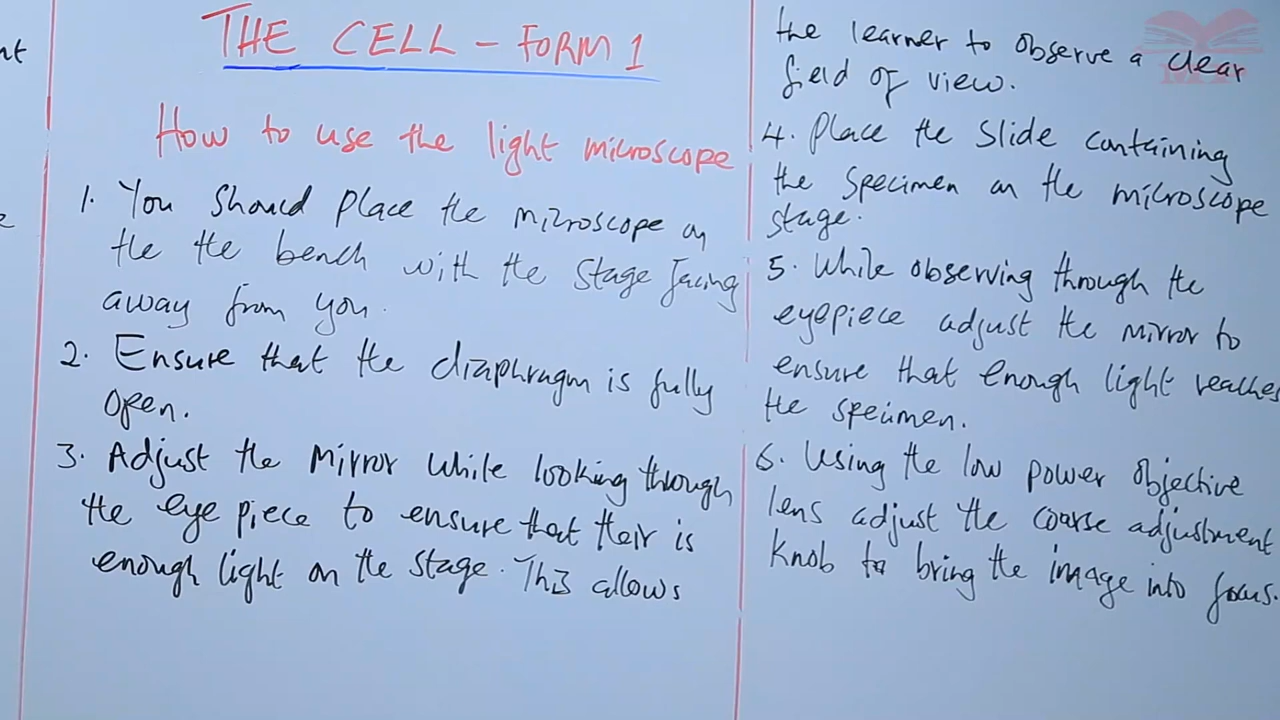 nt
THE CELL - FORM 1
How to use the light microscope
1. You should place the microscope on
the the bench with the stage facing
away from you.
2. Ensure that the diaphragm is fully
open.
3. Adjust the mirror while looking through
the eye piece to ensure that their is
enough light on the stage. This allows
the learner to observe a clear
field of view.
4. Place the slide containing
the specimen on the microscope
stage.
5. While observing through the
eyepiece adjust the mirror to
ensure that enough light reaches
the specimen.
6. Using the low power objective
lens adjust the coarse adjustment
knob to bring the image into focus.